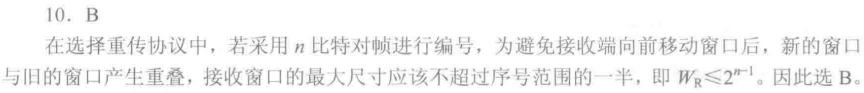 10. B
在选择重传协议中，若采用 n 比特对帧进行编号，为避免接收端向前移动窗口后，新的窗口
与旧的窗口产生重叠，接收窗口的最大尺寸应该不超过序号范围的一半，即 W_R≤2^{n-1}。因此选 B。